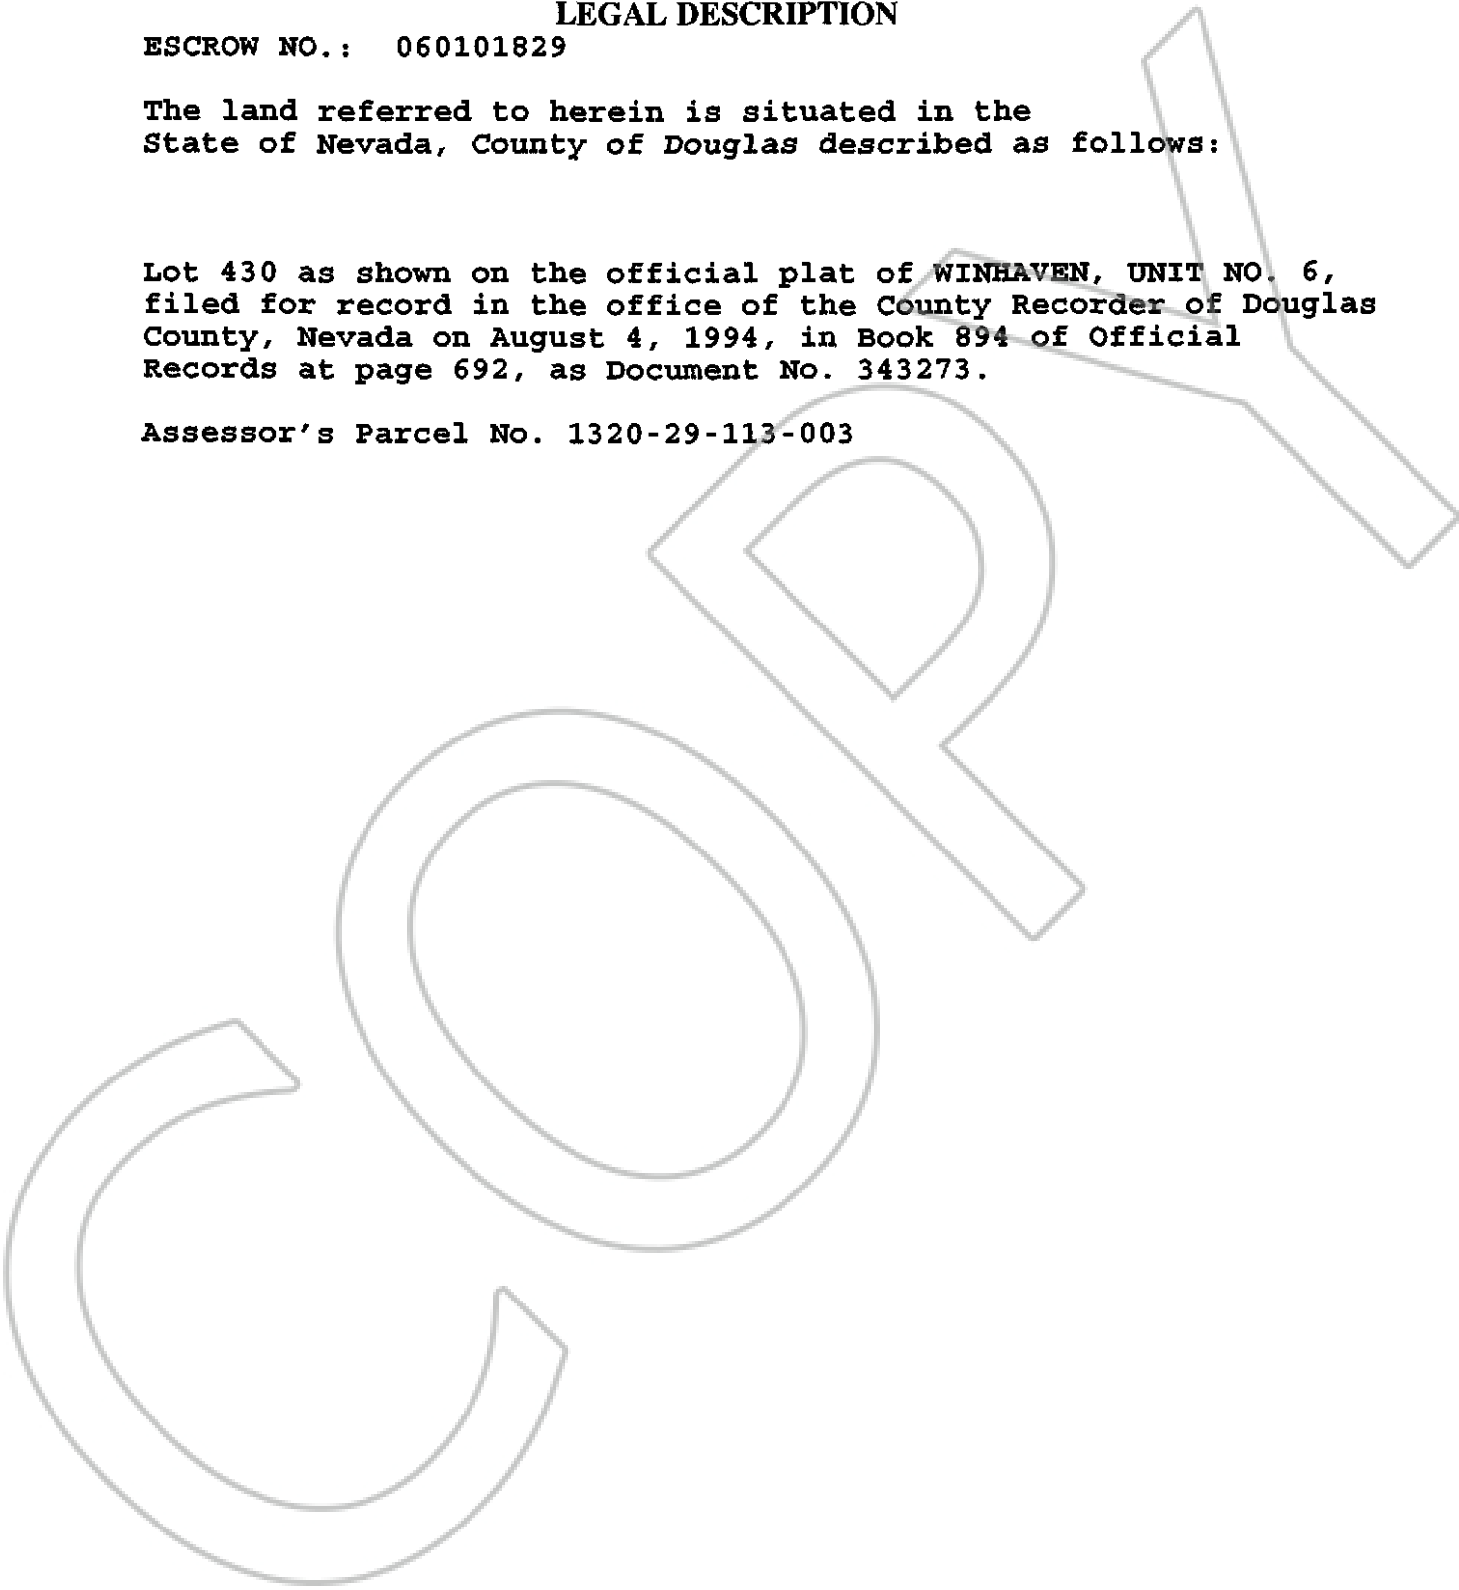 LEGAL DESCRIPTION
ESCROW NO.: 060101829
The land referred to herein is situated in the
State of Nevada, County of Douglas described as follows:
Lot 430 as shown on the official plat of WINHAVEN, UNIT NO. 6,
filed for record in the office of the County Recorder of Douglas
County, Nevada on August 4, 1994, in Book 894 of Official
Records at page 692, as Document No. 343273.
Assessor's Parcel No. 1320-29-113-003
COPY